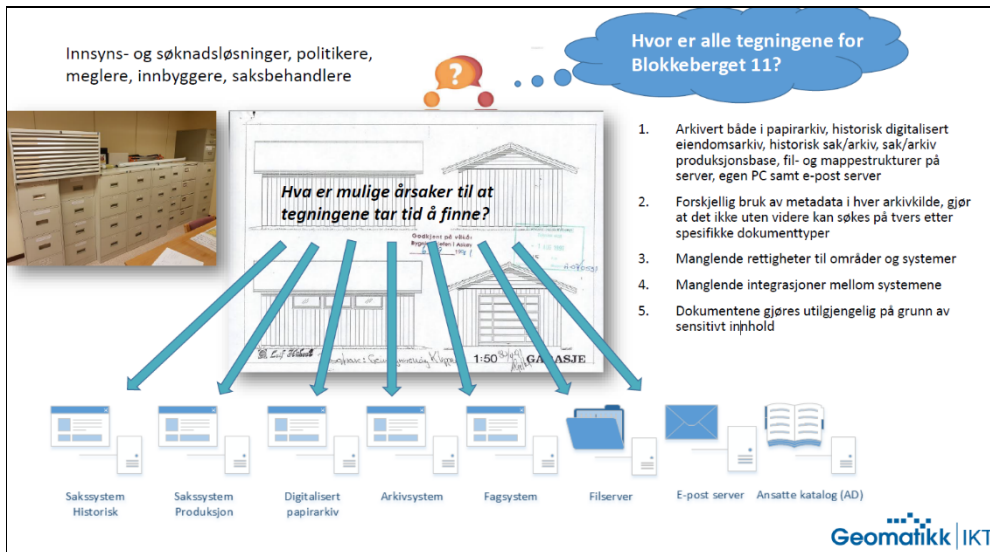 Innsyns- og søknadsløsninger, politikere,
meglere, innbyggere, saksbehandlere
Hvor er alle tegningene for
Blokkeberget 11?
?
Hva er mulige årsaker til at
tegningene tar tid å finne?
1. Arkivert både i papirarkiv, historisk digitalisert
eiendomsarkiv, historisk sak/arkiv, sak/arkiv
produksjonsbase, fil- og mappestrukturer på
server, egen PC samt e-post server
2. Forskjellig bruk av metadata i hver arkivkilde, gjør
at det ikke uten videre kan søkes på tvers etter
spesifikke dokumenttyper
3. Manglende rettigheter til områder og systemer
4. Manglende integrasjoner mellom systemene
5. Dokumentene gjøres utilgjengelig på grunn av
sensitivt innhold
1:50 GARASJE
Sakssystem
Historisk
Sakssystem
Produksjon
Digitalisert
papirarkiv
Arkivsystem
Fagsystem
Filserver
E-post server
Ansatte katalog (AD)
Geomatikk | IKT